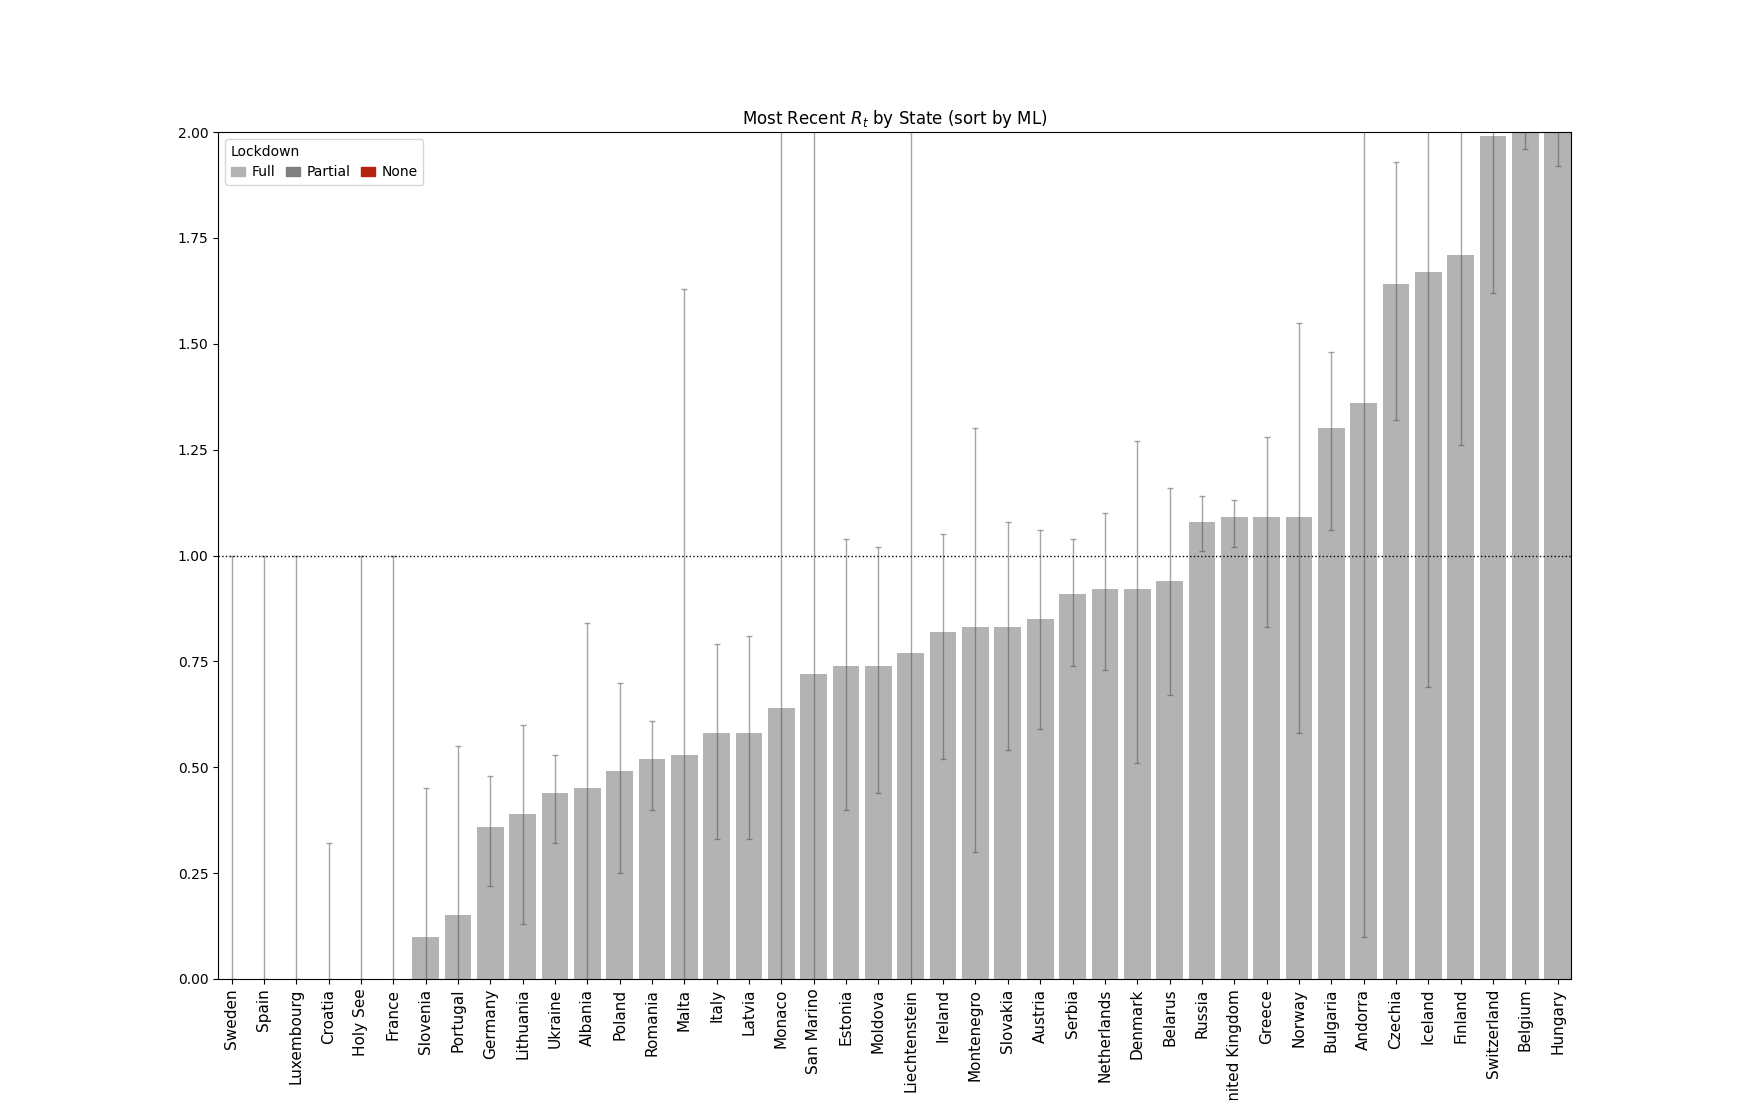 Most Recent Rt by State (sort by ML)
2.00
Lockdown
Full Partial None
1.75
1.50
1.25
1.00
0.75
0.50
0.25
0.00
Sweden
Spain
Luxembourg
Croatia
Holy See
France
Slovenia
Portugal
Germany
Lithuania
Ukraine
Albania
Poland
Romania
Malta
Italy
Latvia
Monaco
San Marino
Estonia
Moldova
Liechtenstein
Ireland
Montenegro
Slovakia
Austria
Serbia
Netherlands
Denmark
Belarus
Russia
nited Kingdom
Greece
Norway
Bulgaria
Andorra
Czechia
Iceland
Finland
Switzerland
Belgium
Hungary